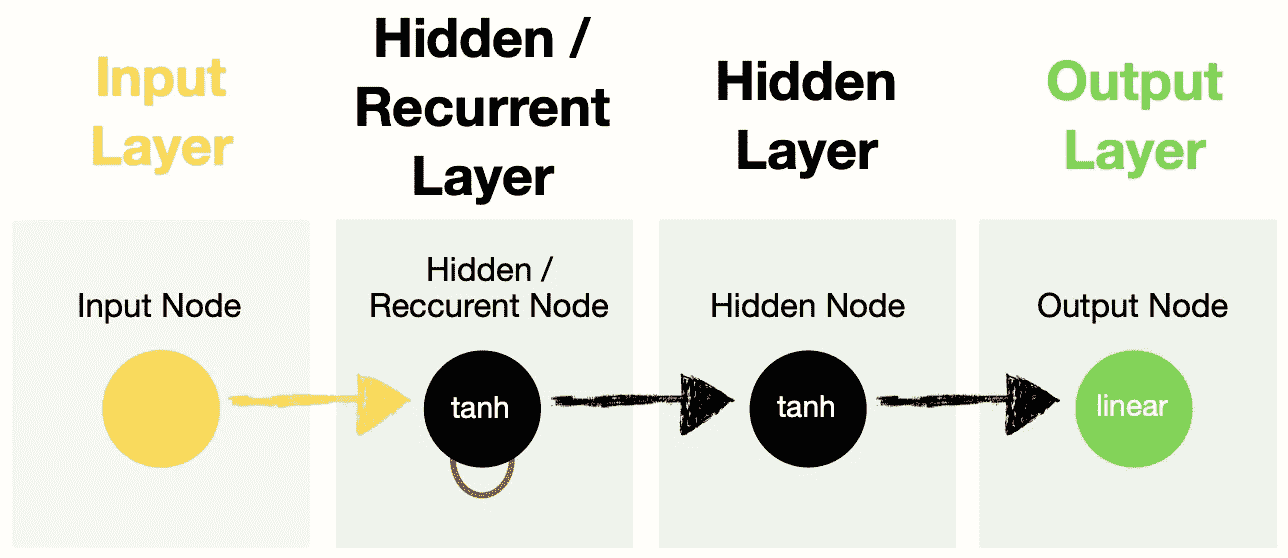 Input
Layer
Hidden /
Recurrent
Layer
Hidden
Layer
Output
Layer
Input Node
Hidden /
Reccurent Node
Hidden Node
Output Node
tanh
tanh
linear